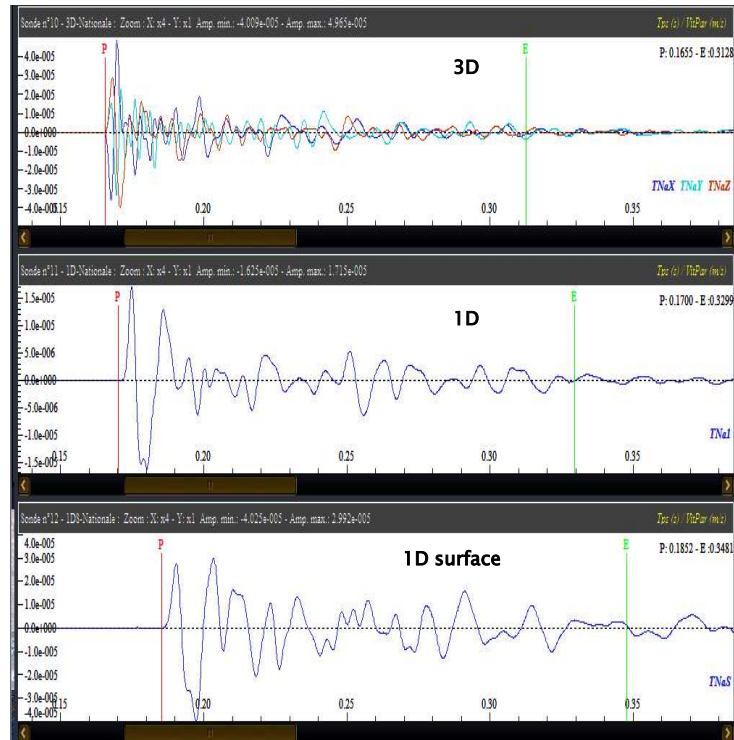 Sonde n°10 - 3D-Nationale : Zoom : X: x4 - Y: x1 Amp. min.: -4.009e-005 - Amp. max.: 4.965e-005 Tps (s) / VitPar (m/s)
P E P: 0.1655 - E :0.3128
3D
4.0e-005
3.0e-005
2.0e-005
1.0e-005
0.0e+000
-1.0e-005
-2.0e-005
-3.0e-005
-4.0e-005
TNaX TNaY TNaZ
0.15 0.20 0.25 0.30 0.35
Sonde n°11 - 1D-Nationale : Zoom : X: x4 - Y: x1 Amp. min.: -1.625e-005 - Amp. max.: 1.715e-005 Tps (s) / VitPar (m/s)
P E P: 0.1700 - E :0.3299
1D
1.5e-005
1.0e-005
5.0e-006
0.0e+000
-5.0e-006
-1.0e-005
-1.5e-005
TNa1
0.15 0.20 0.25 0.30 0.35
Sonde n°12 - 1DS-Nationale : Zoom : X: x4 - Y: x1 Amp. min.: -4.025e-005 - Amp. max.: 2.992e-005 Tps (s) / VitPar (m/s)
P E P: 0.1852 - E :0.3481
1D surface
4.0e-005
3.0e-005
2.0e-005
1.0e-005
0.0e+000
-1.0e-005
-2.0e-005
-3.0e-005
-4.0e-005
TNaS
0.15 0.20 0.25 0.30 0.35